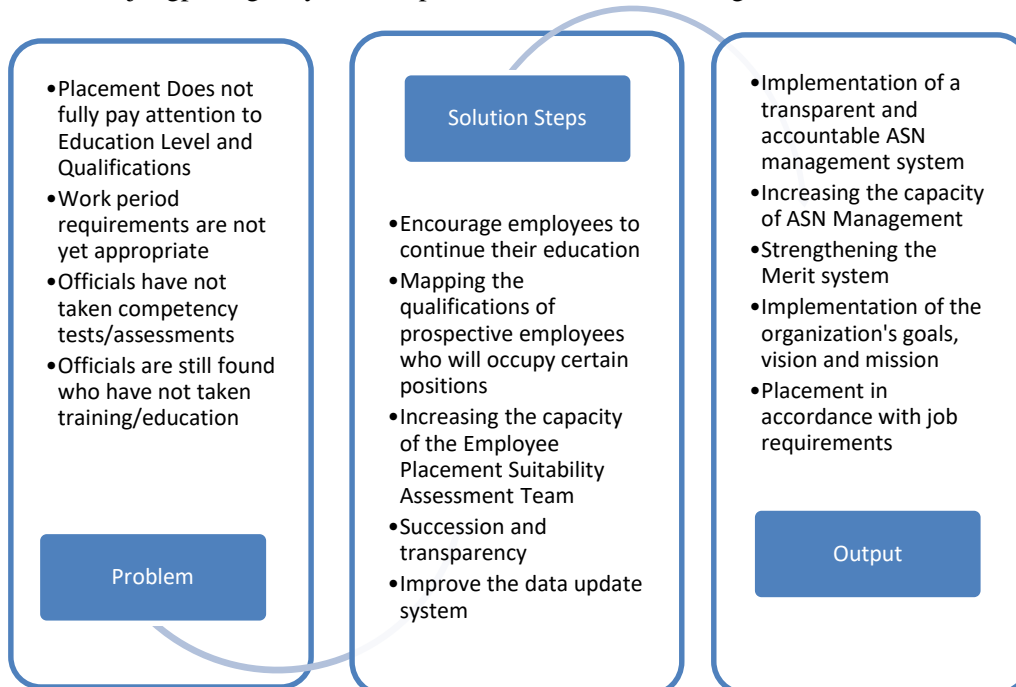 •Placement Does not
fully pay attention to
Education Level and
Qualifications
•Work period
requirements are not
yet appropriate
•Officials have not
taken competency
tests/assessments
•Officials are still found
who have not taken
training/education
Problem
Solution Steps
•Encourage employees to
continue their education
•Mapping the
qualifications of
prospective employees
who will occupy certain
positions
•Increasing the capacity
of the Employee
Placement Suitability
Assessment Team
•Succession and
transparency
•Improve the data update
system
•Implementation of a
transparent and
accountable ASN
management system
•Increasing the capacity
of ASN Management
•Strengthening the
Merit system
•Implementation of the
organization's goals,
vision and mission
•Placement in
accordance with job
requirements
Output